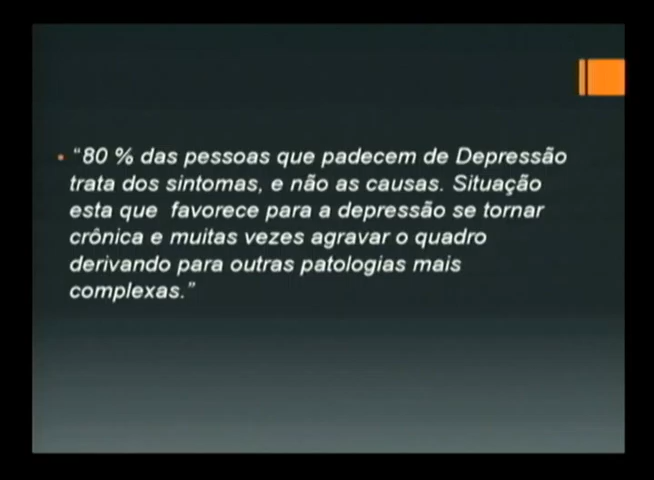 • “80 % das pessoas que padecem de Depressão
trata dos sintomas, e não as causas. Situação
esta que favorece para a depressão se tornar
crônica e muitas vezes agravar o quadro
derivando para outras patologias mais
complexas.”